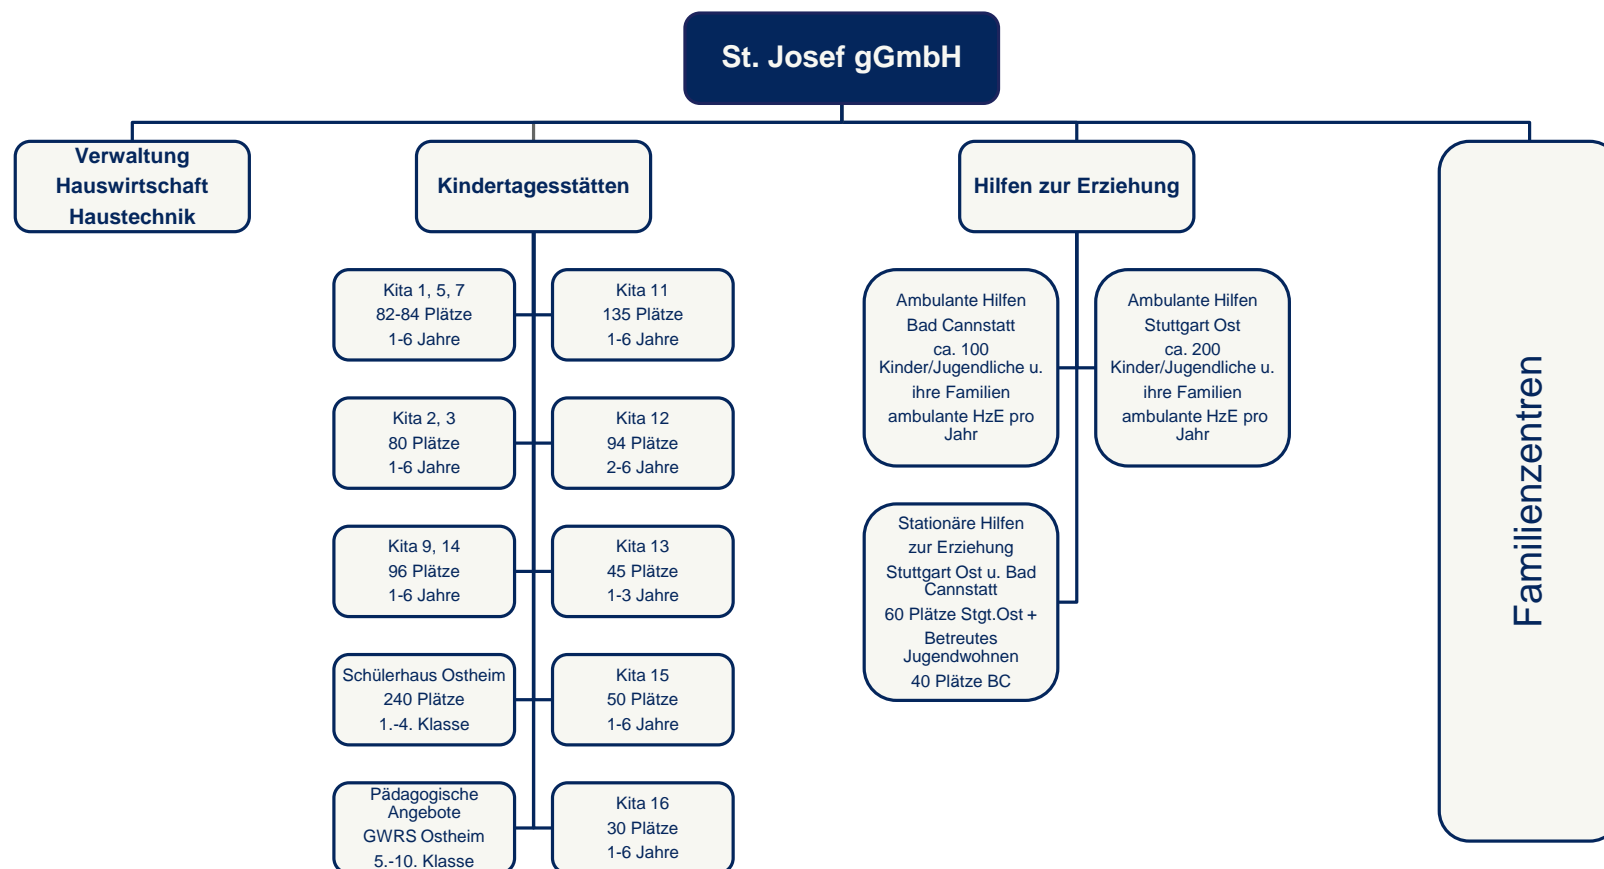 St. Josef gGmbH
Verwaltung
Hauswirtschaft
Haustechnik
Kindertagesstätten
Hilfen zur Erziehung
Kita 1, 5, 7
82-84 Plätze
1-6 Jahre
Kita 11
135 Plätze
1-6 Jahre
Kita 2, 3
80 Plätze
1-6 Jahre
Kita 12
94 Plätze
2-6 Jahre
Kita 9, 14
96 Plätze
1-6 Jahre
Kita 13
45 Plätze
1-3 Jahre
Schülerhaus Ostheim
240 Plätze
1.-4. Klasse
Kita 15
50 Plätze
1-6 Jahre
Pädagogische
Angebote
GWRS Ostheim
5.-10. Klasse
Kita 16
30 Plätze
1-6 Jahre
Ambulante Hilfen
Bad Cannstatt
ca. 100
Kinder/Jugendliche u.
ihre Familien
ambulante HzE pro
Jahr
Ambulante Hilfen
Stuttgart Ost
ca. 200
Kinder/Jugendliche u.
ihre Familien
ambulante HzE pro
Jahr
Stationäre Hilfen
zur Erziehung
Stuttgart Ost u. Bad
Cannstatt
60 Plätze Stgt.Ost +
Betreutes
Jugendwohnen
40 Plätze BC
Familienzentren